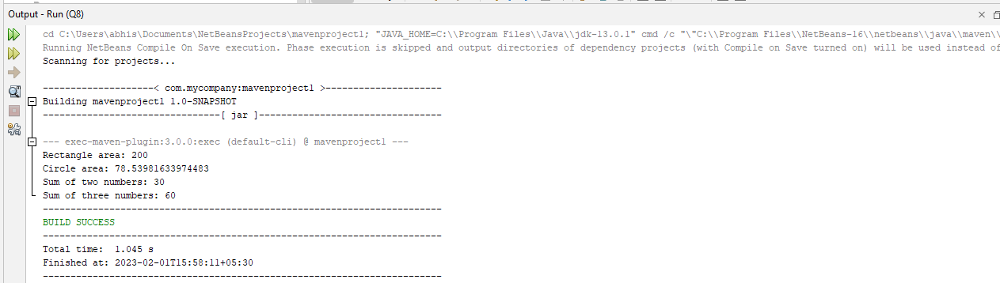 Output - Run (Q8)
cd C:\Users\abhis\Documents\NetBeansProjects\mavenproject1; "JAVA_HOME=C:\\Program Files\\Java\\jdk-13.0.1" cmd /c "\"C:\\Program Files\\NetBeans-16\\netbeans\\java\\maven\\
Running NetBeans Compile On Save execution. Phase execution is skipped and output directories of dependency projects (with Compile on Save turned on) will be used instead of
Scanning for projects...
--------------------< com.mycompany:mavenproject1 >---------------------
Building mavenproject1 1.0-SNAPSHOT
--------------------------------[ jar ]---------------------------------
--- exec-maven-plugin:3.0.0:exec (default-cli) @ mavenproject1 ---
Rectangle area: 200
Circle area: 78.53981633974483
Sum of two numbers: 30
Sum of three numbers: 60
------------------------------------------------------------------------
BUILD SUCCESS
------------------------------------------------------------------------
Total time:  1.045 s
Finished at: 2023-02-01T15:58:11+05:30
------------------------------------------------------------------------